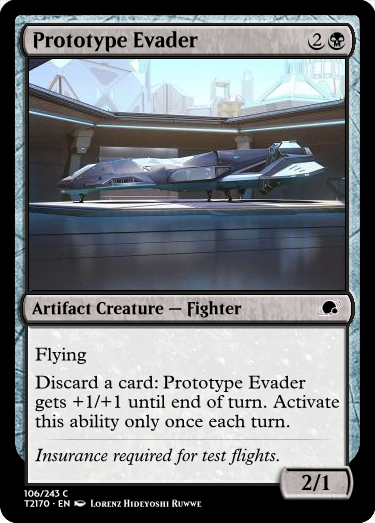 Prototype Evader 2
Artifact Creature — Fighter
Flying
Discard a card: Prototype Evader
gets +1/+1 until end of turn. Activate
this ability only once each turn.
Insurance required for test flights.
2/1
106/243 C
T2170 • EN Lorenz Hideyoshi Ruwwe